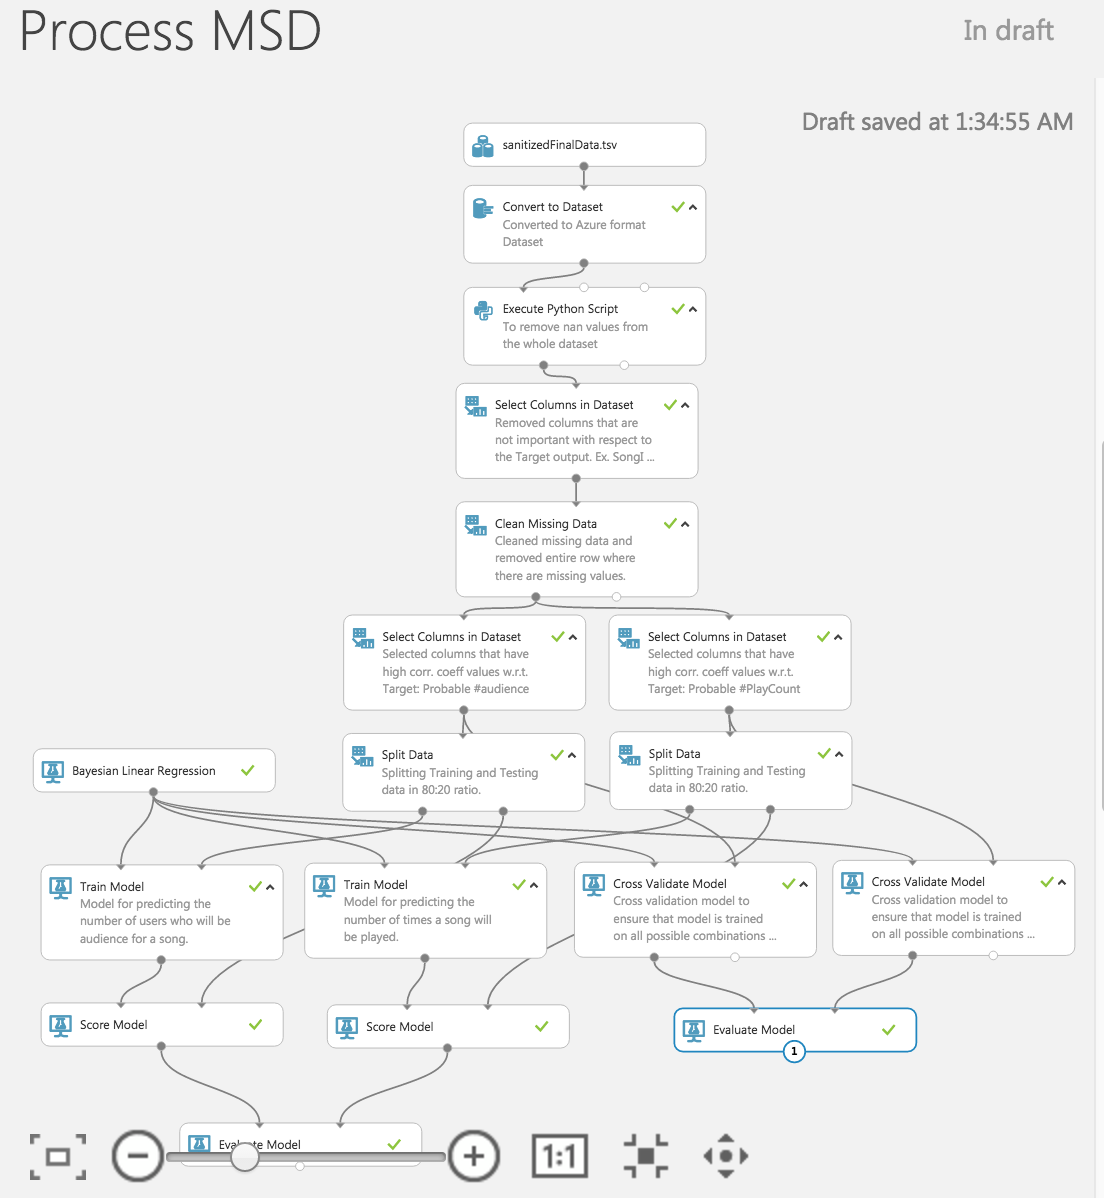 Process MSD
In draft
Draft saved at 1:34:55 AM
sanitizedFinalData.tsv
Convert to Dataset
Converted to Azure format
Dataset
Execute Python Script
To remove nan values from
the whole dataset
Select Columns in Dataset
Removed columns that are
not important with respect to
the Target output. Ex. SongI ...
Clean Missing Data
Cleaned missing data and
removed entire row where
there are missing values.
Select Columns in Dataset
Selected columns that have
high corr. coeff values w.r.t.
Target: Probable #audience
Select Columns in Dataset
Selected columns that have
high corr. coeff values w.r.t.
Target: Probable #PlayCount
Bayesian Linear Regression
Split Data
Splitting Training and Testing
data in 80:20 ratio.
Split Data
Splitting Training and Testing
data in 80:20 ratio.
Train Model
Model for predicting the
number of users who will be
audience for a song.
Train Model
Model for predicting the
number of times a song will
be played.
Cross Validate Model
Cross validation model to
ensure that model is trained
on all possible combinations ...
Cross Validate Model
Cross validation model to
ensure that model is trained
on all possible combinations ...
Score Model
Score Model
Evaluate Model
1
Evaluate Model
1:1